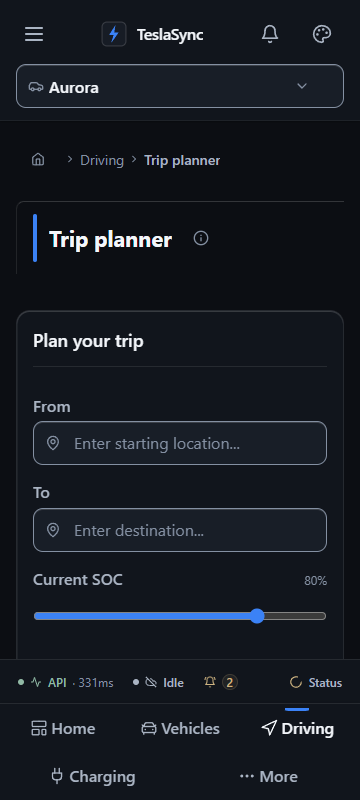 TeslaSync
Aurora
Driving
Trip planner
Trip planner
Plan your trip
From
Enter starting location...
To
Enter destination...
Current SOC 80%
API · 331ms Idle 2 Status
Home Vehicles Driving
Charging More